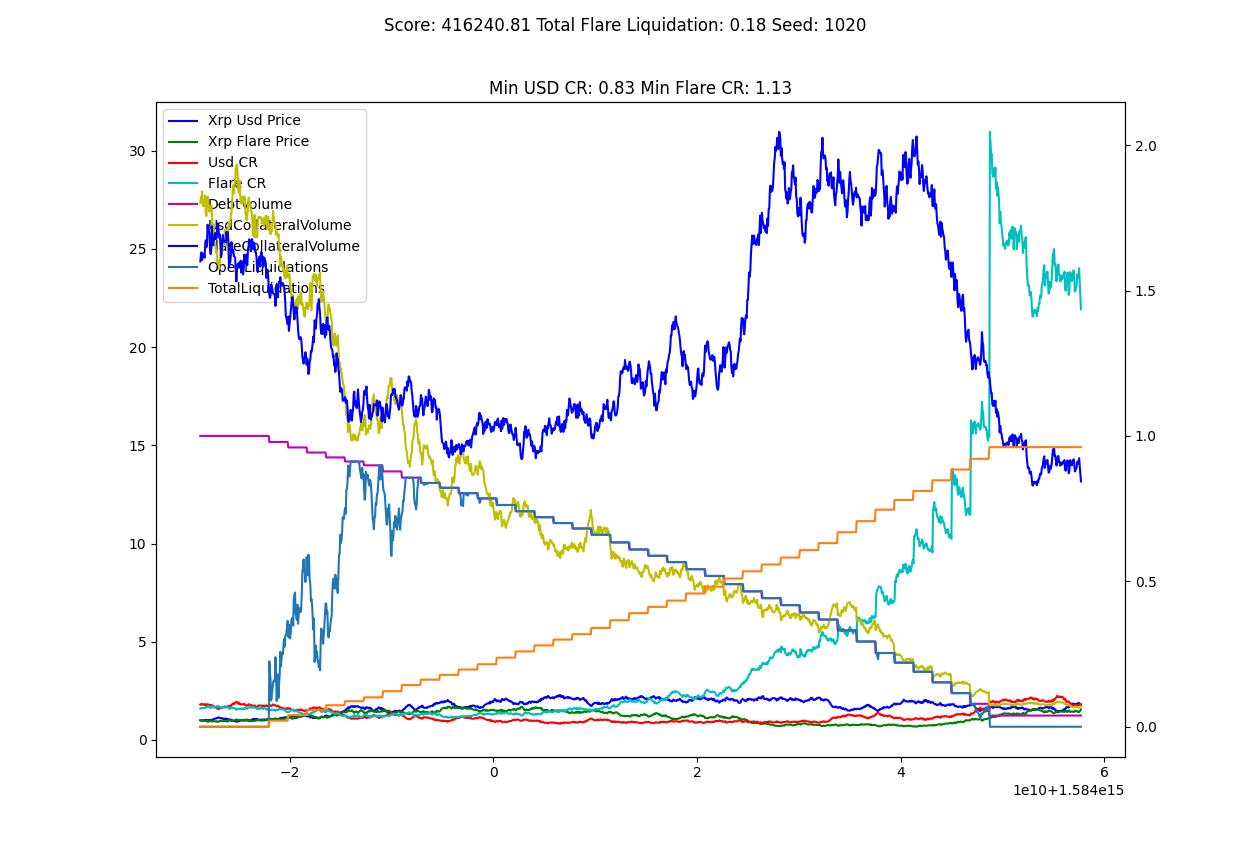 Score: 416240.81 Total Flare Liquidation: 0.18 Seed: 1020
Min USD CR: 0.83 Min Flare CR: 1.13
Xrp Usd Price
Xrp Flare Price
Usd CR
Flare CR
DebtVolume
UsdCollateralVolume
FlareCollateralVolume
OpenLiquidations
TotalLiquidations
30
25
20
15
10
5
0
2.0
1.5
1.0
0.5
0.0
−2
0
2
4
6
1e10+1.584e15